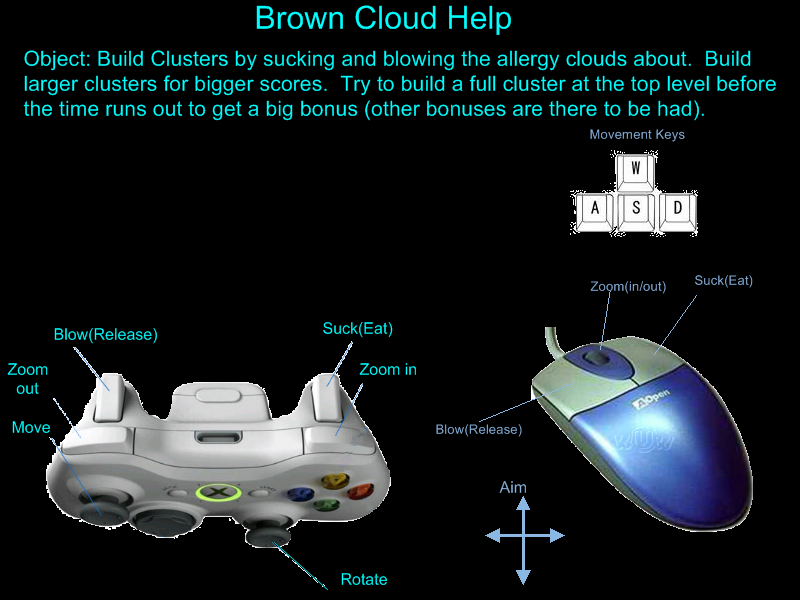 Brown Cloud Help
Object: Build Clusters by sucking and blowing the allergy clouds about. Build
larger clusters for bigger scores. Try to build a full cluster at the top level before
the time runs out to get a big bonus (other bonuses are there to be had).
Movement Keys
W
A S D
Zoom(in/out)
Suck(Eat)
Blow(Release)
Suck(Eat)
Zoom
out
Zoom in
Move
AOpen
Blow(Release)
Aim
Rotate